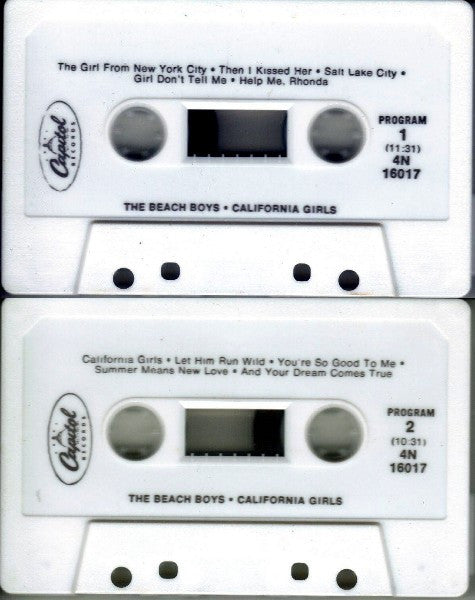 The Girl From New York City • Then I Kissed Her • Salt Lake City •
Girl Don't Tell Me • Help Me, Rhonda
Capitol
RECORDS
PROGRAM
1
(11:31)
4N
16017
THE BEACH BOYS • CALIFORNIA GIRLS
California Girls • Let Him Run Wild • You're So Good To Me •
Summer Means New Love • And Your Dream Comes True
Capitol
RECORDS
PROGRAM
2
(10:31)
4N
16017
THE BEACH BOYS • CALIFORNIA GIRLS